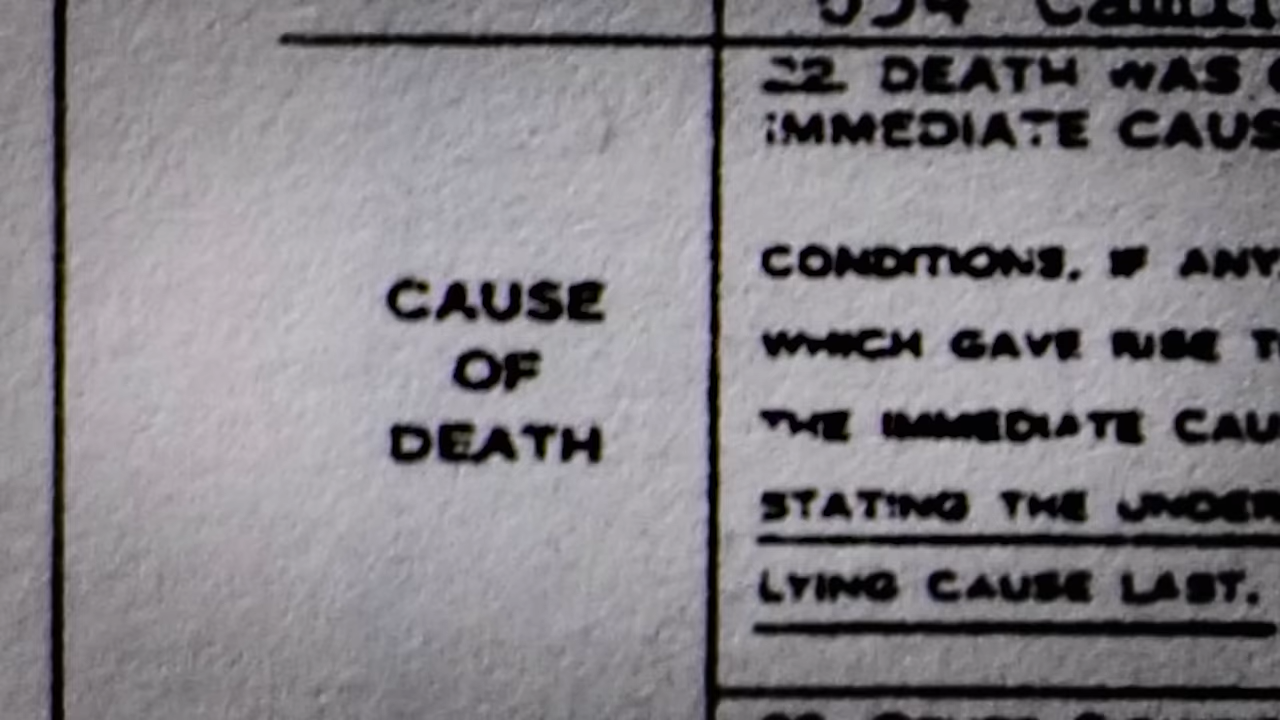 CAUSE
OF
DEATH
22. DEATH WAS
IMMEDIATE CAUS
CONDITIONS, IF ANY
WHICH GAVE RISE T
THE IMMEDIATE CAU
STATING THE UNDER
LYING CAUSE LAST.